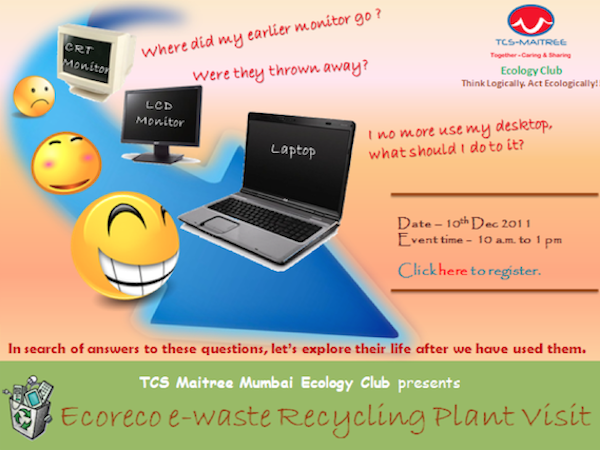 Where did my earlier monitor go ?
Were they thrown away?
CRT
Monitor
LCD
Monitor
Laptop
TCS-MAITREE
Together - Caring & Sharing
Ecology Club
Think Logically, Act Ecologically!
I no more use my desktop,
what should I do to it?
Date – 10th Dec 2011
Event time – 10 a.m. to 1 pm
Click here to register.
In search of answers to these questions, let's explore their life after we have used them.
TCS Maitree Mumbai Ecology Club presents
Ecoreco e-waste Recycling Plant Visit